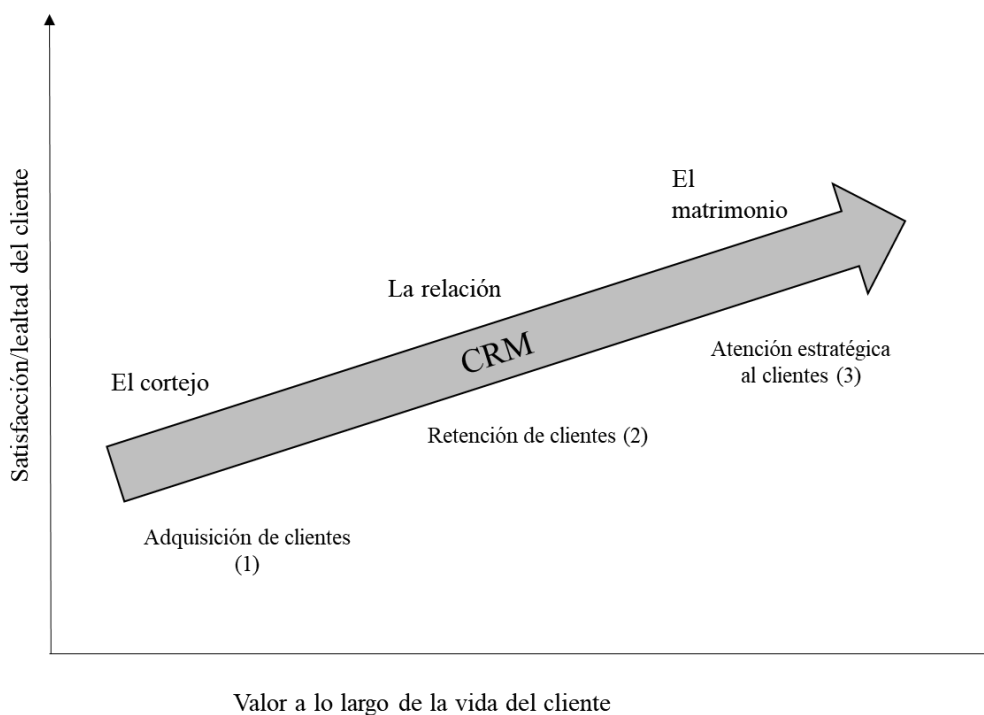 Satisfacción/lealtad del cliente
El
matrimonio
La relación
CRM
Atención estratégica
al clientes (3)
El cortejo
Retención de clientes (2)
Adquisición de clientes
(1)
Valor a lo largo de la vida del cliente